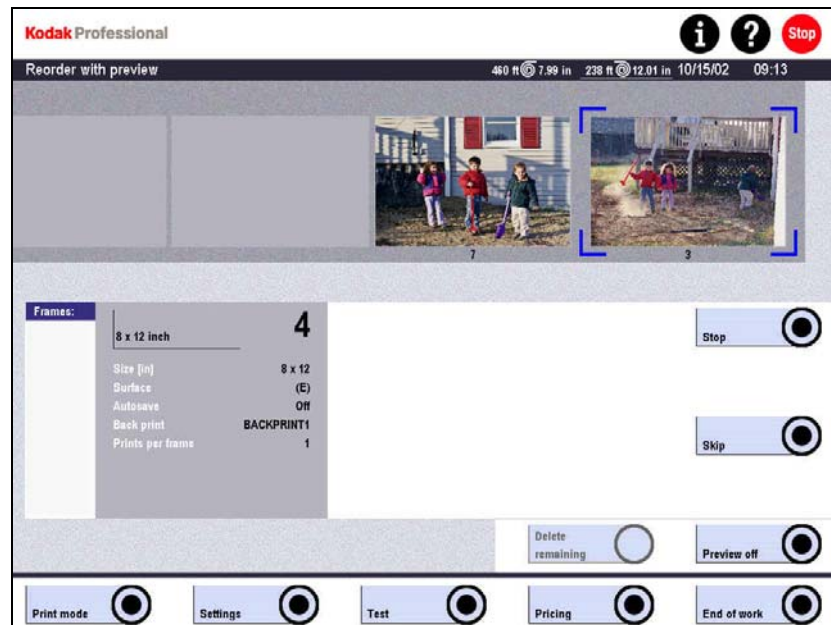 Kodak Professional
i ? Stop
Reorder with preview 460 ft 7.99 in 238 ft 12.01 in 10/15/02 09:13
7 3
Frames:
8 x 12 inch 4
Size [in] 8 x 12
Surface (E)
Autosave Off
Back print BACKPRINT1
Prints per frame 1
Stop
Skip
Delete
remaining
Preview off
Print mode Settings Test Pricing End of work